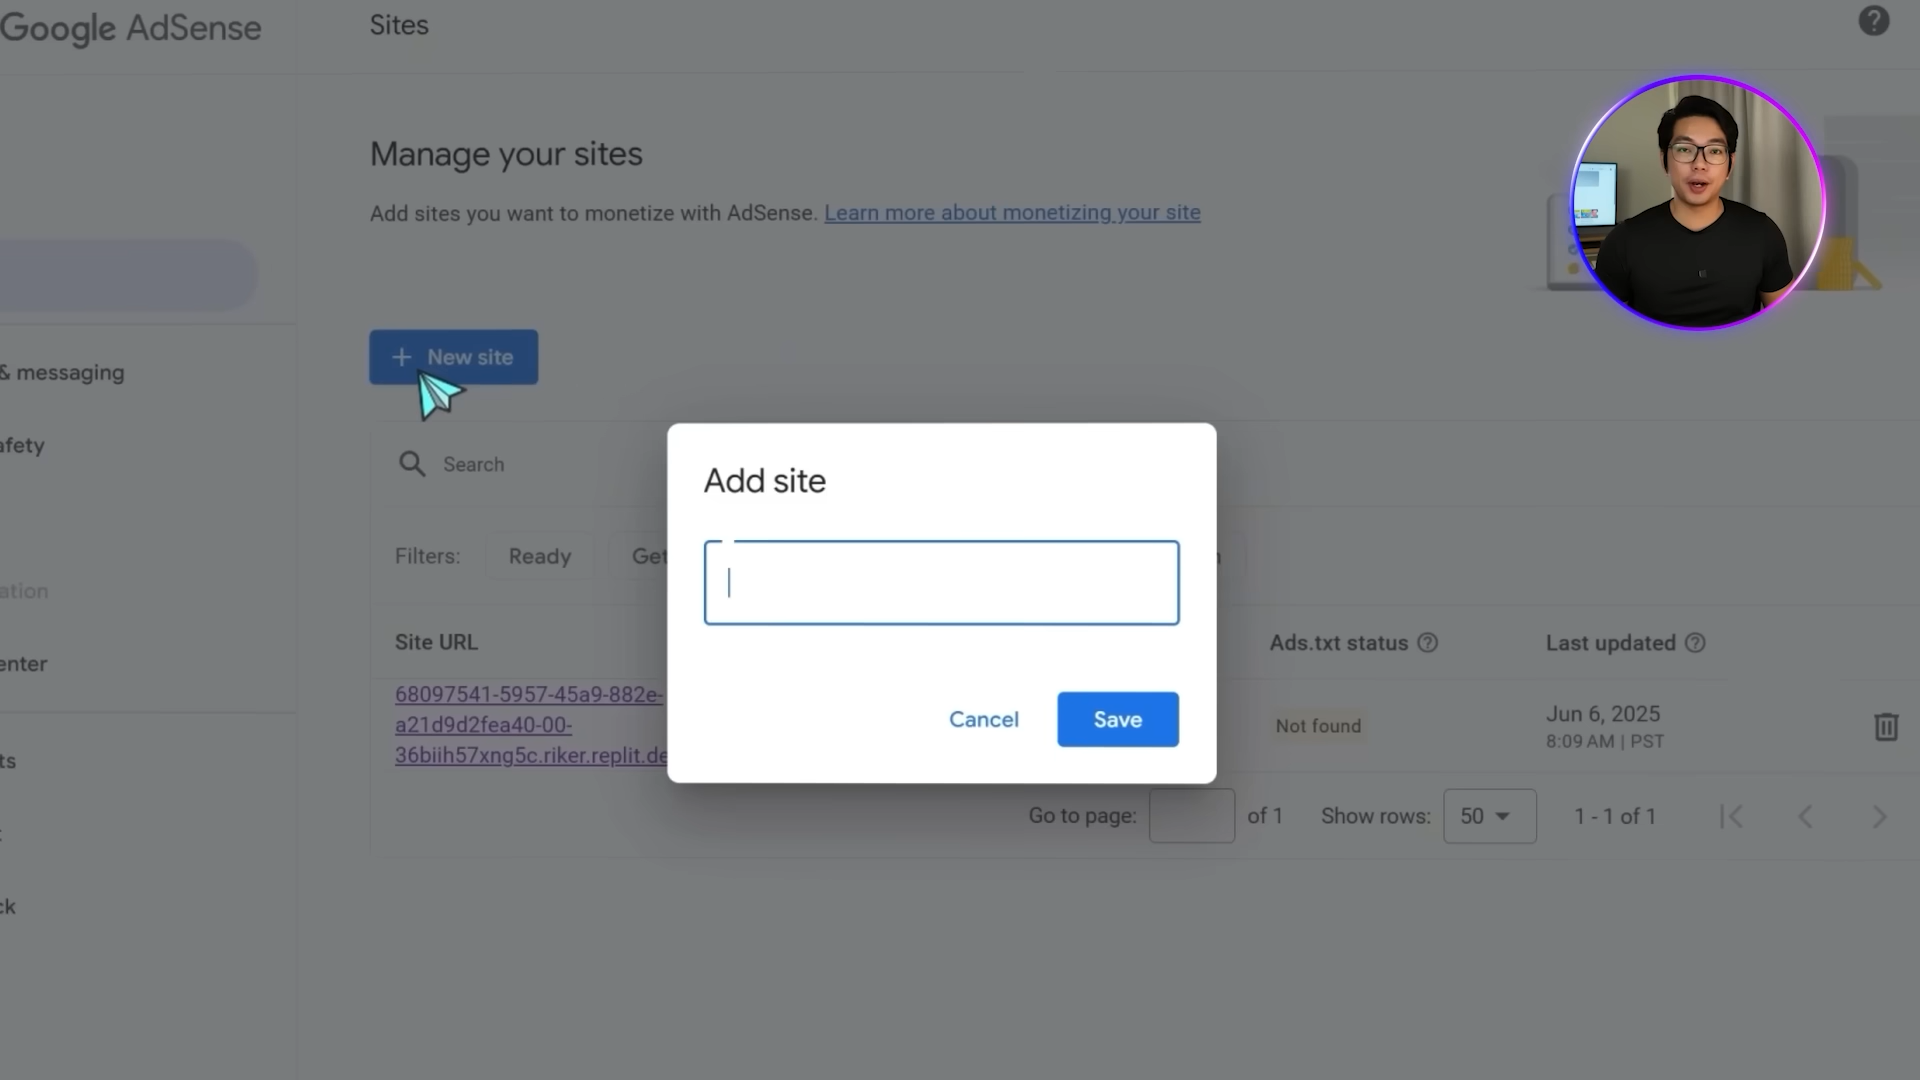 Google AdSense
Sites
Manage your sites
Add sites you want to monetize with AdSense. Learn more about monetizing your site
+ New site
& messaging
afety
ation
enter
ts
ck
Search
Filters: Ready Get
Add site
Cancel
Save
Site URL
Ads.txt status
Last updated
68097541-5957-45a9-882e-
a21d9d2fea40-00-
36biih57xng5c.riker.replit.de
Not found
Jun 6, 2025
8:09 AM | PST
Go to page: of 1 Show rows: 50 1 - 1 of 1